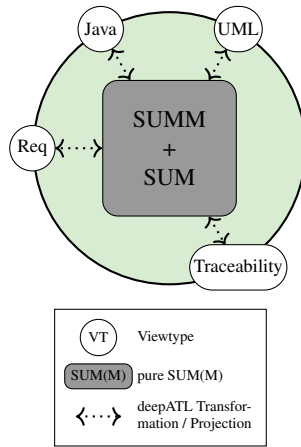 Java
UML
SUMM
+
SUM
Req
Traceability
VT Viewtype
SUM(M) pure SUM(M)
deepATL Transfor-
mation / Projection